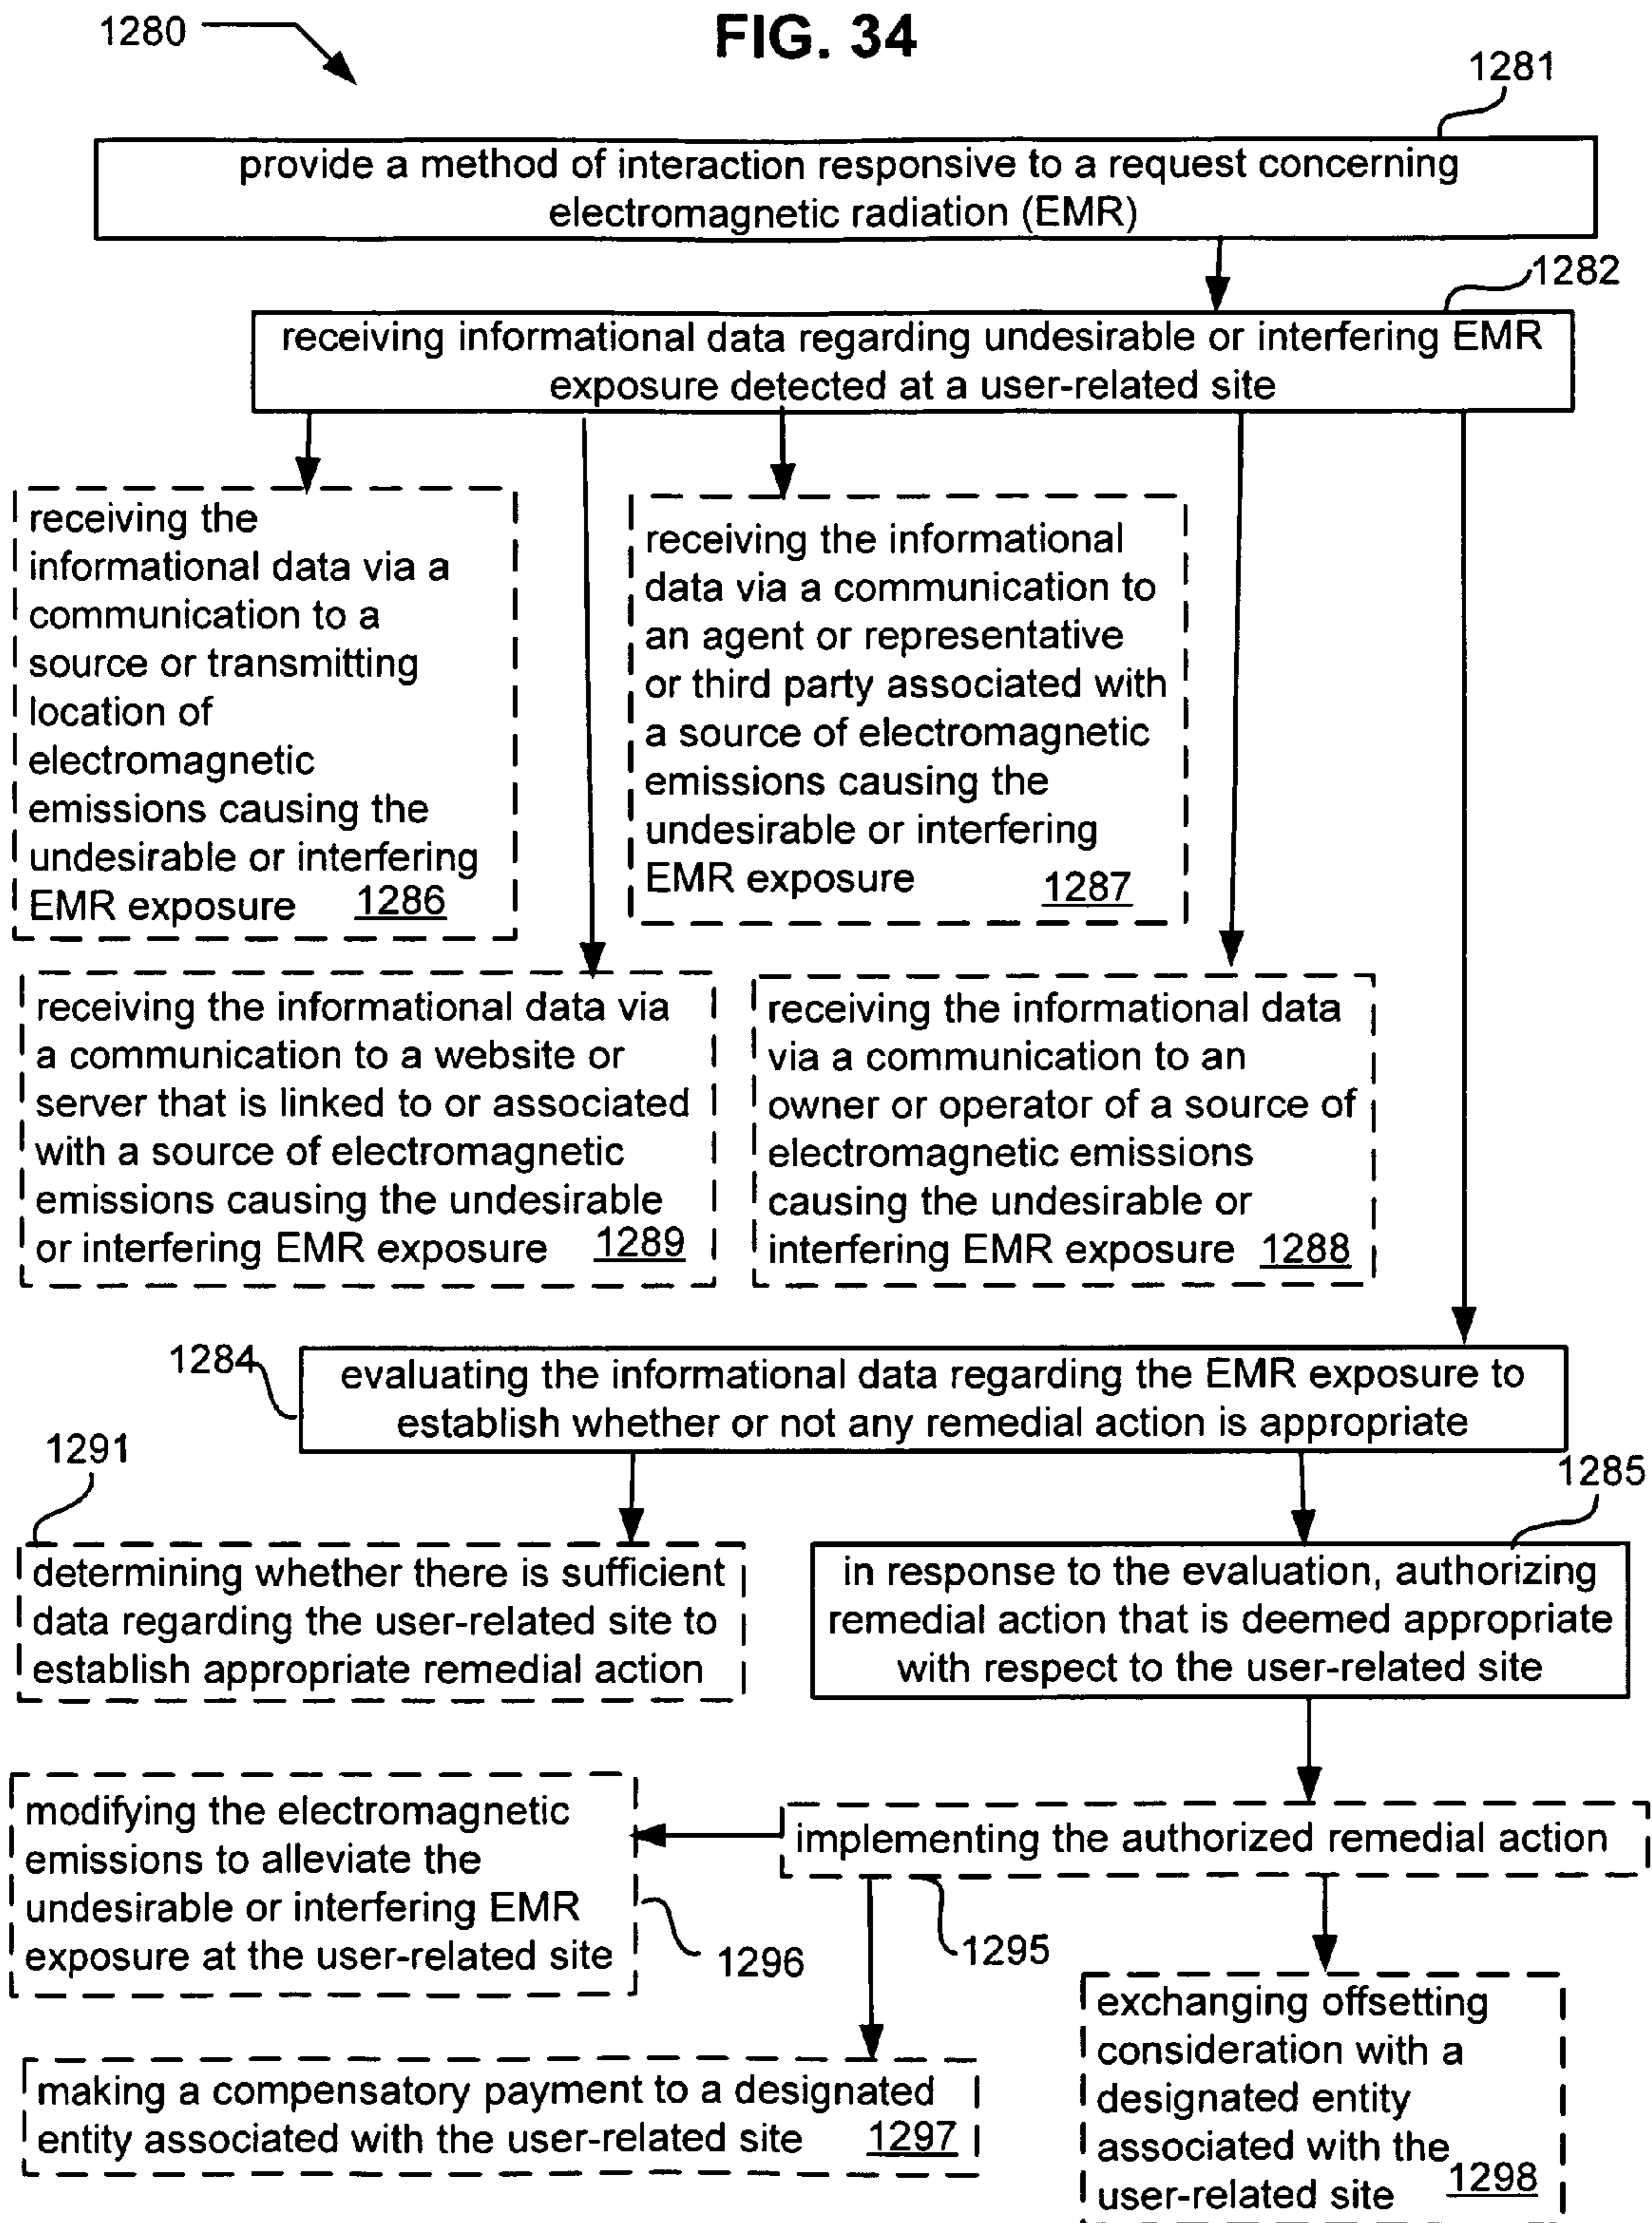 FIG. 34
1280
1281
provide a method of interaction responsive to a request concerning
electromagnetic radiation (EMR)
1282
receiving informational data regarding undesirable or interfering EMR
exposure detected at a user-related site
receiving the
informational data via a
communication to a
source or transmitting
location of
electromagnetic
emissions causing the
undesirable or interfering
EMR exposure 1286
receiving the informational
data via a communication to
an agent or representative
or third party associated with
a source of electromagnetic
emissions causing the
undesirable or interfering
EMR exposure 1287
receiving the informational data via
a communication to a website or
server that is linked to or associated
with a source of electromagnetic
emissions causing the undesirable
or interfering EMR exposure 1289
receiving the informational data
via a communication to an
owner or operator of a source of
electromagnetic emissions
causing the undesirable or
interfering EMR exposure 1288
1284
evaluating the informational data regarding the EMR exposure to
establish whether or not any remedial action is appropriate
1291
determining whether there is sufficient
data regarding the user-related site to
establish appropriate remedial action
1285
in response to the evaluation, authorizing
remedial action that is deemed appropriate
with respect to the user-related site
modifying the electromagnetic
emissions to alleviate the
undesirable or interfering EMR
exposure at the user-related site
1296
implementing the authorized remedial action
1295
making a compensatory payment to a designated
entity associated with the user-related site 1297
exchanging offsetting
consideration with a
designated entity
associated with the
user-related site 1298